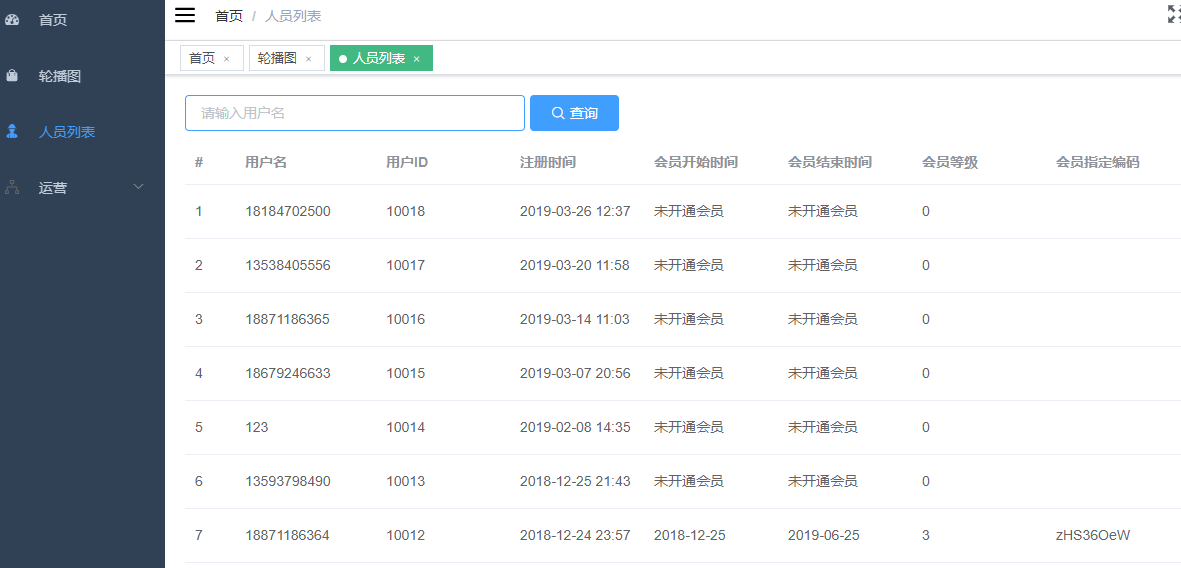 首页
轮播图
人员列表
运营
首页 / 人员列表
首页 × 轮播图 × 人员列表 ×
请输入用户名 查询
# 用户名 用户ID 注册时间 会员开始时间 会员结束时间 会员等级 会员指定编码
1 18184702500 10018 2019-03-26 12:37 未开通会员 未开通会员 0
2 13538405556 10017 2019-03-20 11:58 未开通会员 未开通会员 0
3 18871186365 10016 2019-03-14 11:03 未开通会员 未开通会员 0
4 18679246633 10015 2019-03-07 20:56 未开通会员 未开通会员 0
5 123 10014 2019-02-08 14:35 未开通会员 未开通会员 0
6 13593798490 10013 2018-12-25 21:43 未开通会员 未开通会员 0
7 18871186364 10012 2018-12-24 23:57 2018-12-25 2019-06-25 3 zHS36OeW